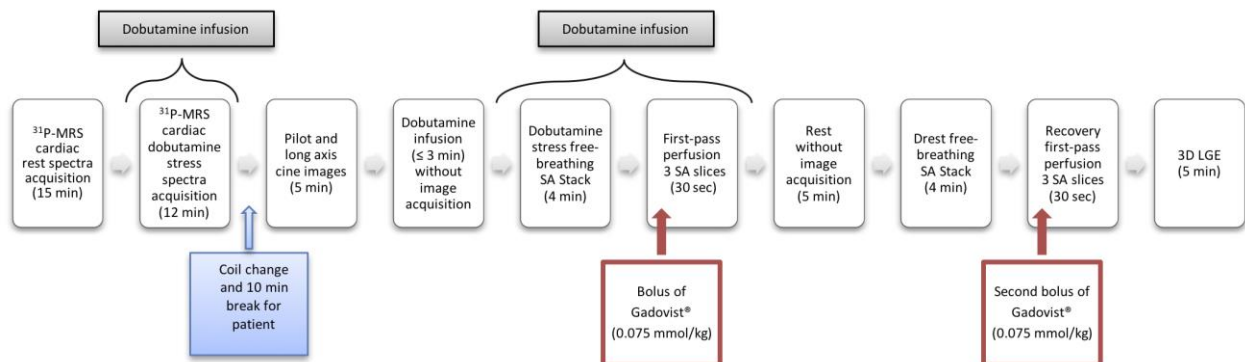 Dobutamine infusion
Dobutamine infusion
³¹P-MRS
cardiac
rest spectra
acquisition
(15 min)
³¹P-MRS
cardiac
dobutamine
stress
spectra
acquisition
(12 min)
Pilot and
long axis
cine images
(5 min)
Dobutamine
infusion
(≤ 3 min)
without
image
acquisition
Dobutamine
stress free-
breathing
SA Stack
(4 min)
First-pass
perfusion
3 SA slices
(30 sec)
Rest
without
image
acquisition
(5 min)
Drest free-
breathing
SA Stack
(4 min)
Recovery
first-pass
perfusion
3 SA slices
(30 sec)
3D LGE
(5 min)
Coil change
and 10 min
break for
patient
Bolus of
Gadovist®
(0.075 mmol/kg)
Second bolus of
Gadovist®
(0.075 mmol/kg)